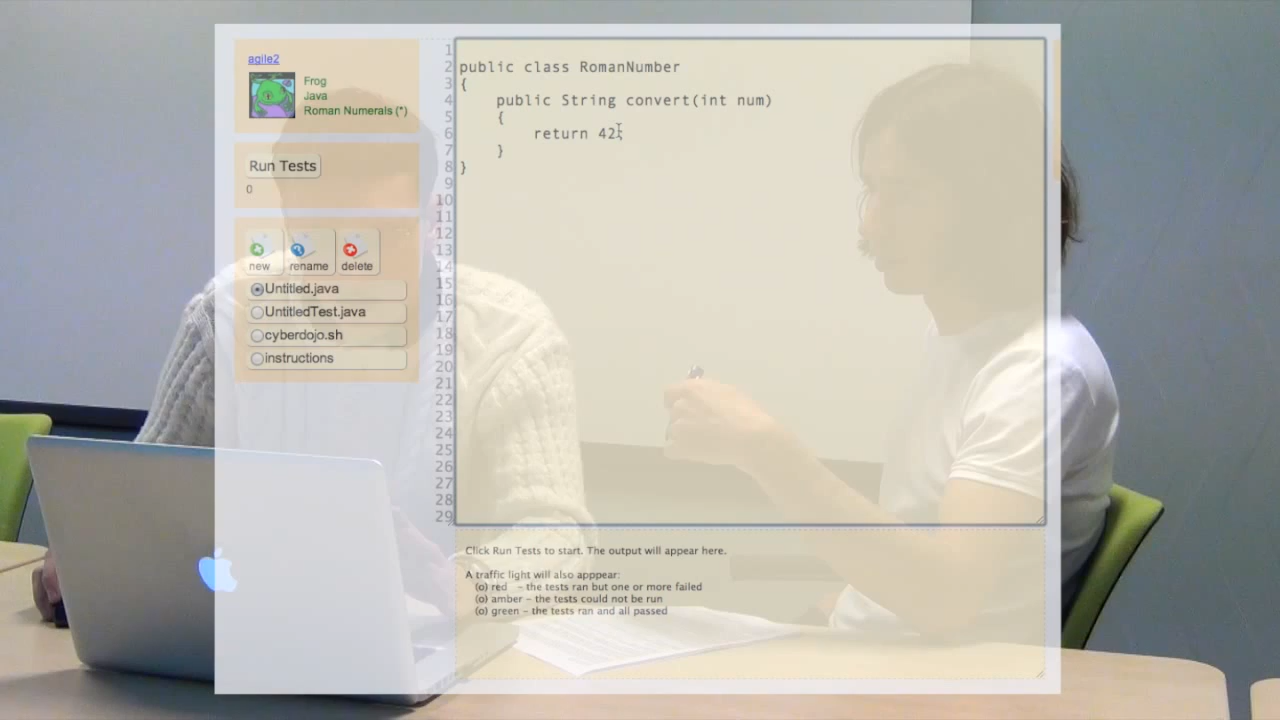 agile2
Frog
Java
Roman Numerals (*)
Run Tests
0
new rename delete
Untitled.java
UntitledTest.java
cyberdojo.sh
instructions
1
2 public class RomanNumber
3 {
4 public String convert(int num)
5 {
6 return 42;
7 }
8 }
9
10
11
12
13
14
15
16
17
18
19
20
21
22
23
24
25
26
27
28
29
Click Run Tests to start. The output will appear here.
A traffic light will also apppear:
(o) red - the tests ran but one or more failed
(o) amber - the tests could not be run
(o) green - the tests ran and all passed